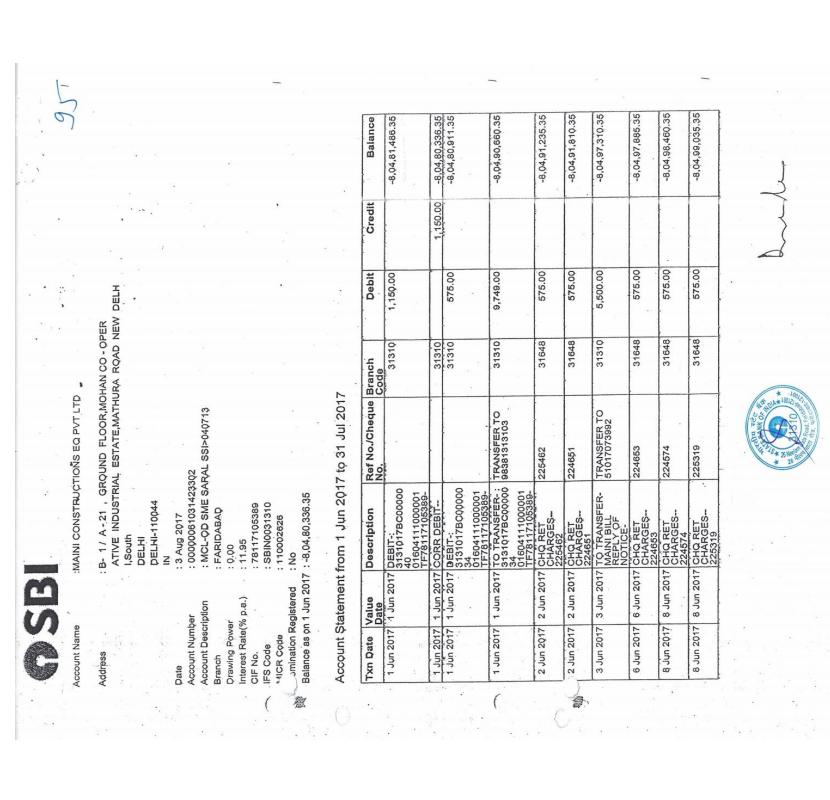 95
SBI
Account Name :MAINI CONSTRUCTIONS EQ PVT LTD
Address : B- 1/ A -21 , GROUND FLOOR,MOHAN CO - OPER
ATIVE INDUSTRIAL ESTATE,MATHURA ROAD NEW DELH
I,South
DELHI
DELHI-110044
IN
Date : 3 Aug 2017
Account Number : 00000061031423302
Account Description : MCL-OD SME SARAL SSI>040713
Branch : FARIDABAD
Drawing Power : 0.00
Interest Rate(% p.a.) : 11.95
CIF No. : 78117105389
IFS Code : SBIN0031310
MICR Code : 110002626
omination Registered : No
Balance as on 1 Jun 2017 : -8,04,80,336.35
Account Statement from 1 Jun 2017 to 31 Jul 2017
Txn Date Value Date Description Ref No./Cheque No. Branch Code Debit Credit Balance
1 Jun 2017 1 Jun 2017 DEBIT-: 31310 1,150.00 -8,04,81,486.35
3131017BC00000
40
01604111000001
TF78117105389-
1 Jun 2017 1 Jun 2017 CORR DEBIT-- 31310 1,150.00 -8,04,80,336.35
1 Jun 2017 1 Jun 2017 DEBIT-: 31310 575.00 -8,04,80,911.35
3131017BC00000
34
01604111000001
TF78117105389-
1 Jun 2017 1 Jun 2017 TO TRANSFER-: TRANSFER TO 31310 9,749.00 -8,04,90,660.35
3131017BC00000 98381313103
34
01604111000001
TF78117105389-
2 Jun 2017 2 Jun 2017 CHQ RET 225462 31648 575.00 -8,04,91,235.35
CHARGES--
225462
2 Jun 2017 2 Jun 2017 CHQ RET 224651 31648 575.00 -8,04,91,810.35
CHARGES--
224651
3 Jun 2017 3 Jun 2017 TO TRANSFER- TRANSFER TO 31310 5,500.00 -8,04,97,310.35
MAIN BILL 51017073992
REPLY OF
NOTICE-
6 Jun 2017 6 Jun 2017 CHQ RET 224653 31648 575.00 -8,04,97,885.35
CHARGES--
224653
8 Jun 2017 8 Jun 2017 CHQ RET 224574 31648 575.00 -8,04,98,460.35
CHARGES--
224574
8 Jun 2017 8 Jun 2017 CHQ RET 225319 31648 575.00 -8,04,99,035.35
CHARGES--
225319
31310